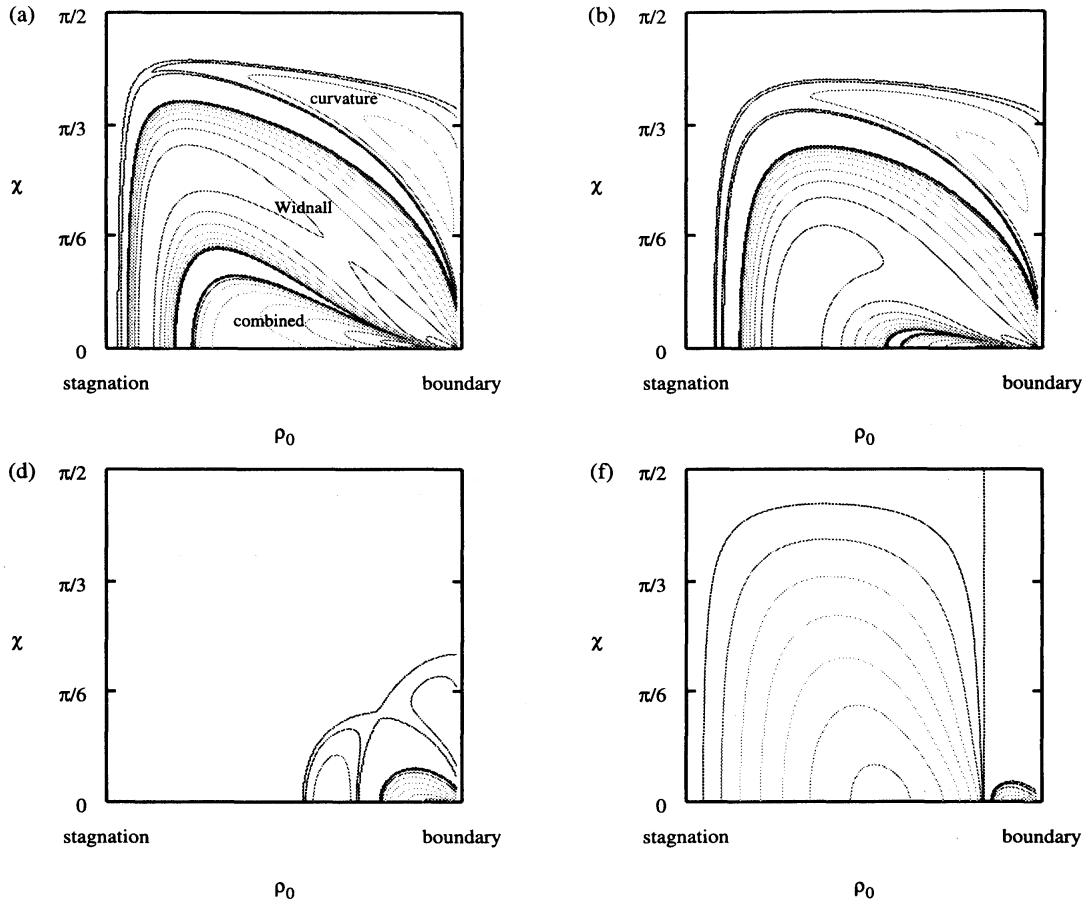 (a)
π/2
curvature
π/3
χ
Widnall
π/6
combined
0
stagnation boundary
ρ₀
(b)
π/2
π/3
χ
π/6
0
stagnation boundary
ρ₀
(d)
π/2
π/3
χ
π/6
0
stagnation boundary
ρ₀
(f)
π/2
π/3
χ
π/6
0
stagnation boundary
ρ₀